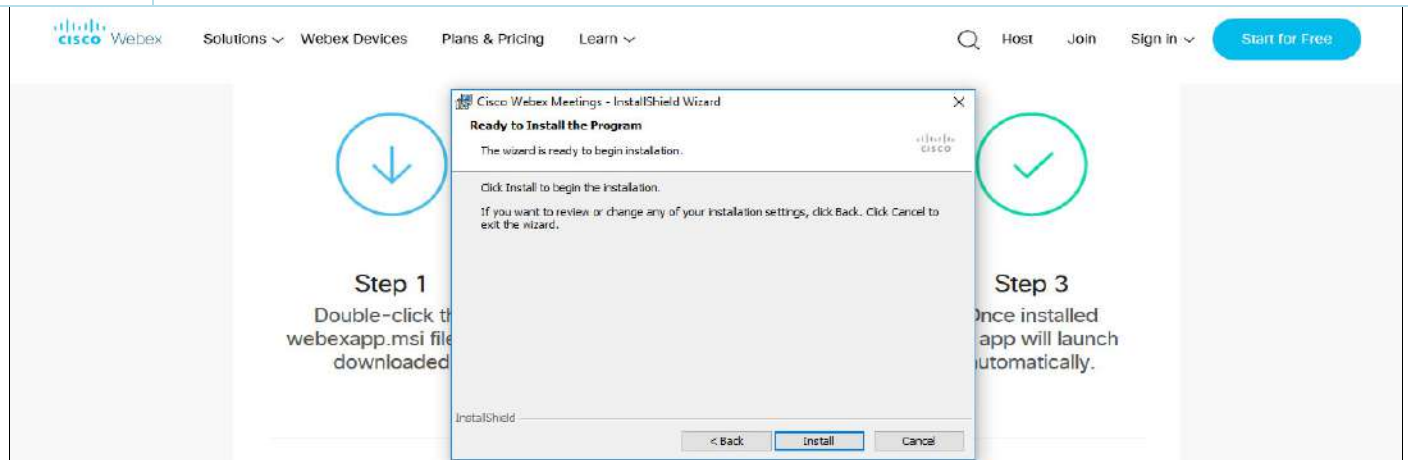 CISCO Webex Solutions Webex Devices Plans & Pricing Learn Host Join Sign in Start for Free
Cisco Webex Meetings - InstallShield Wizard
Ready to Install the Program
The wizard is ready to begin installation.
CISCO
Click Install to begin the installation.
If you want to review or change any of your installation settings, click Back. Click Cancel to
exit the wizard.
InstallShield
< Back Install Cancel
Step 1
Double-click
webexapp.msi
downloaded
Step 3
installed
app will launch